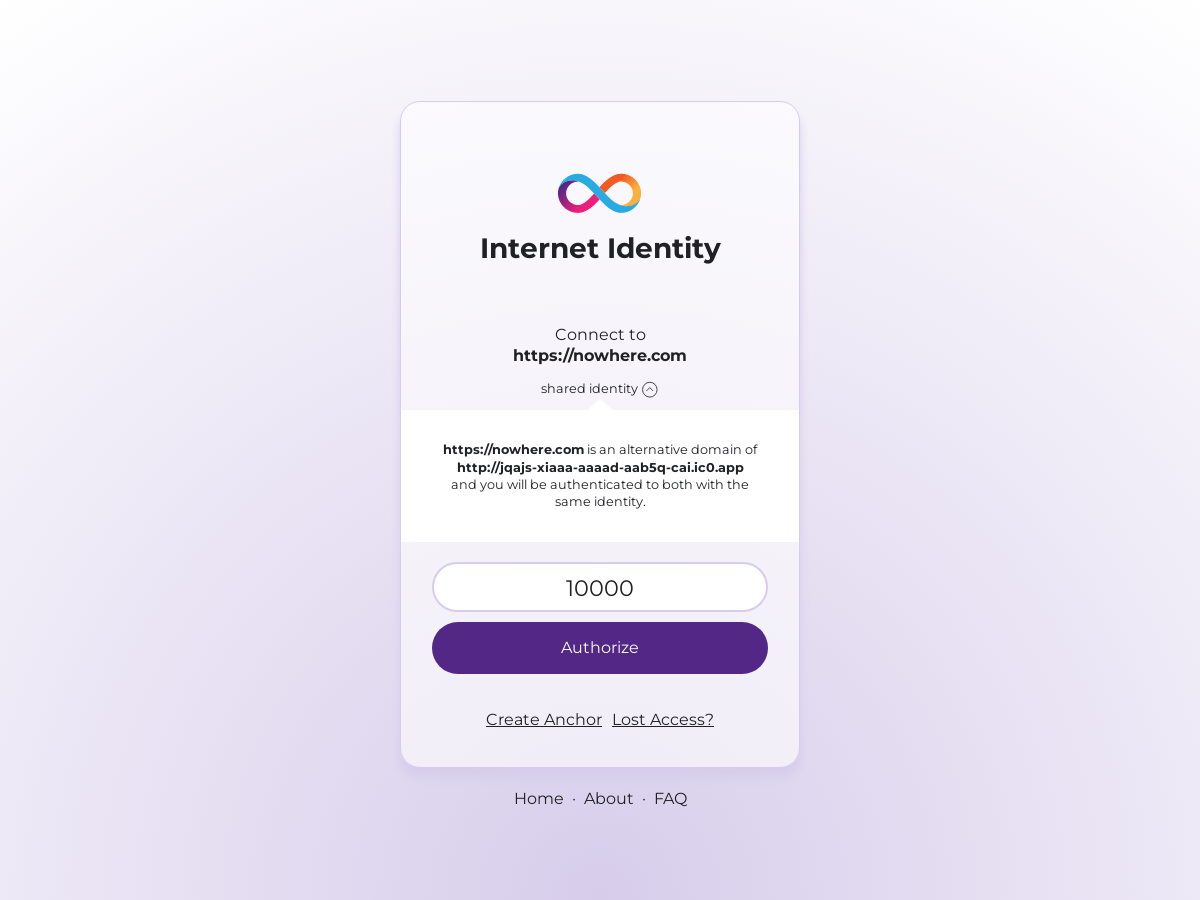 Internet Identity
Connect to
https://nowhere.com
shared identity
https://nowhere.com is an alternative domain of
http://jqajs-xiaaa-aaaad-aab5q-cai.ic0.app
and you will be authenticated to both with the
same identity.
10000
Authorize
Create Anchor Lost Access?
Home · About · FAQ